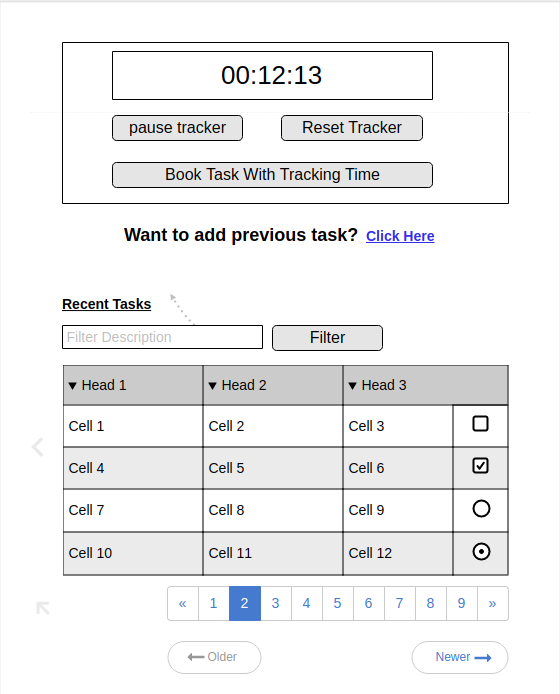 00:12:13
pause tracker Reset Tracker
Book Task With Tracking Time
Want to add previous task? Click Here
Recent Tasks
Filter Description Filter
Head 1 Head 2 Head 3
Cell 1 Cell 2 Cell 3
Cell 4 Cell 5 Cell 6
Cell 7 Cell 8 Cell 9
Cell 10 Cell 11 Cell 12
« 1 2 3 4 5 6 7 8 9 »
Older Newer